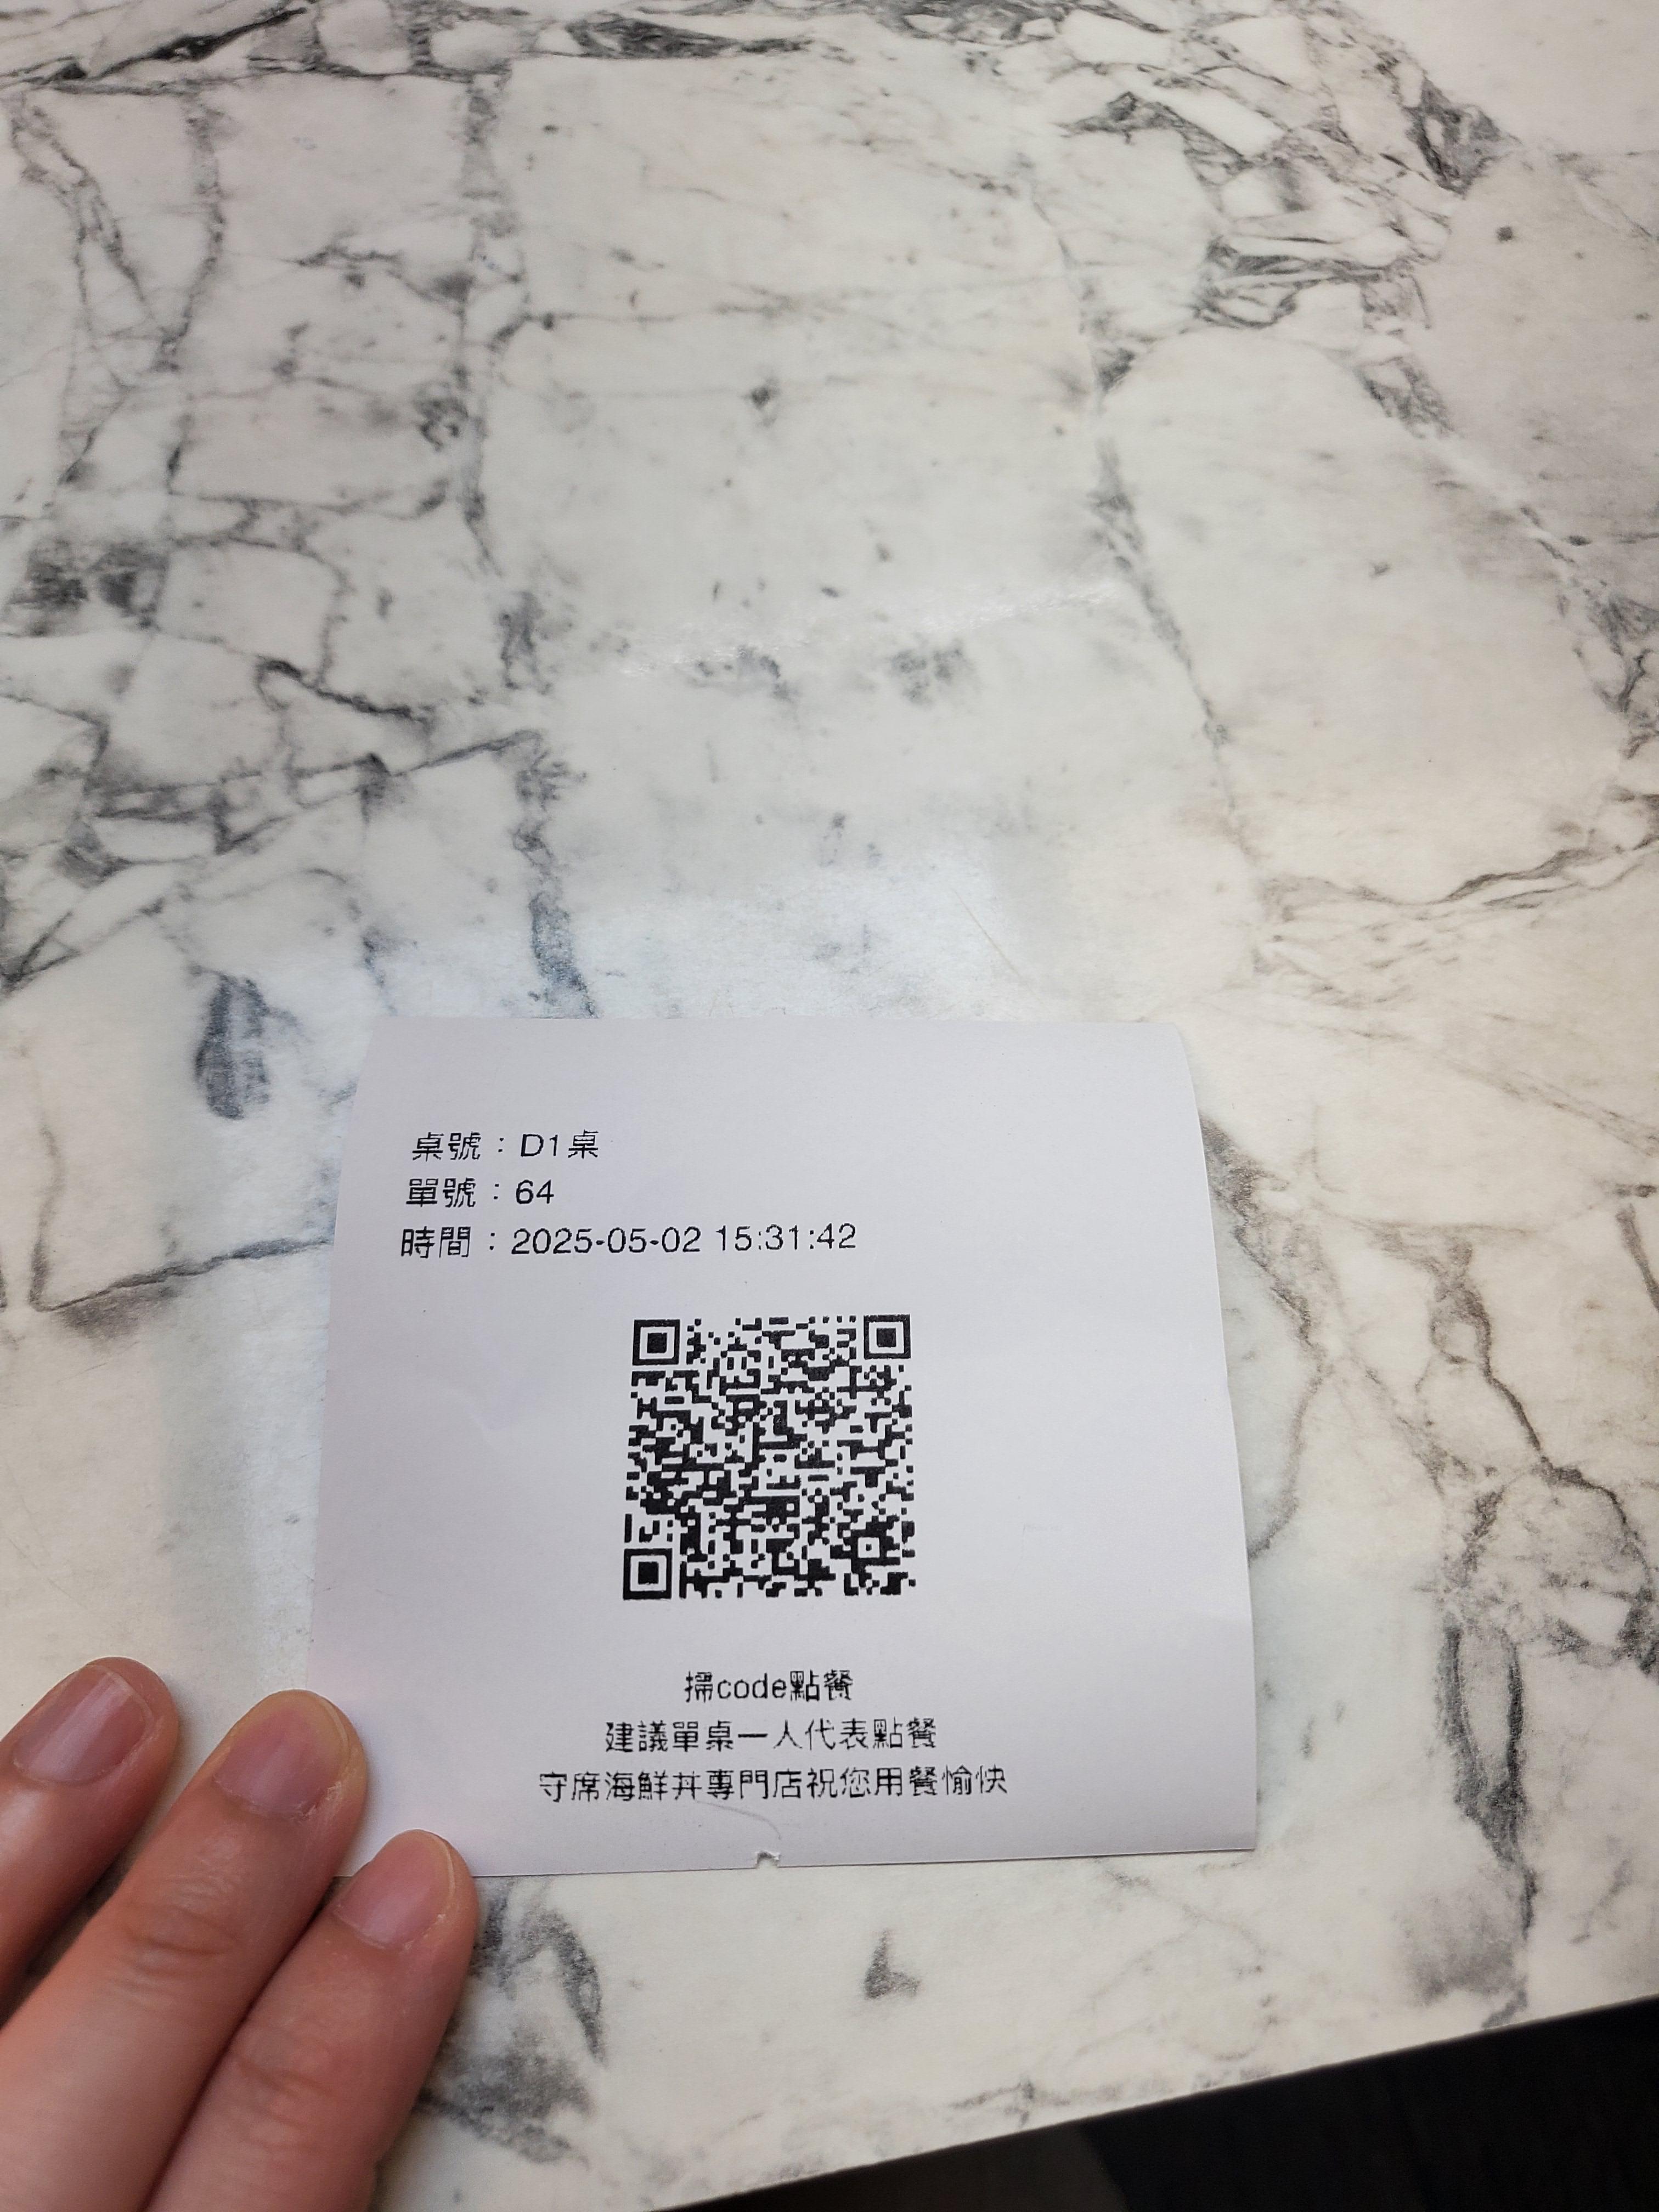 桌號：D1桌
單號：64
時間：2025-05-02 15:31:42
掃code點餐
建議單桌一人代表點餐
守席海鮮丼專門店祝您用餐愉快